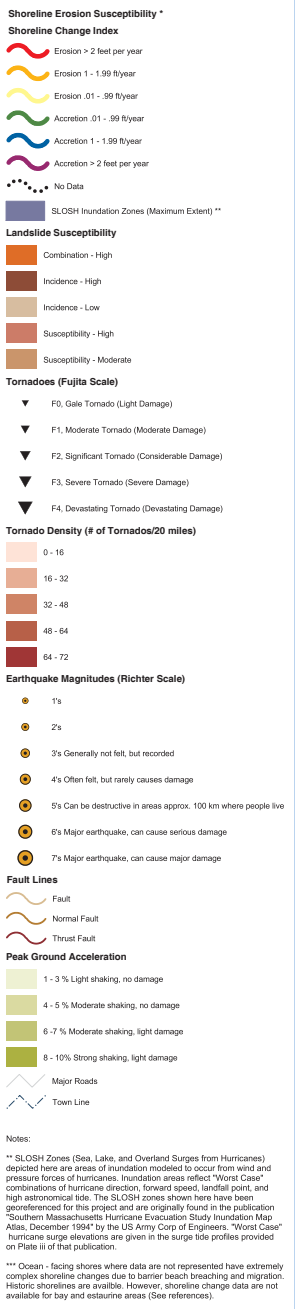 Shoreline Erosion Susceptibility *
Shoreline Change Index
Erosion > 2 feet per year
Erosion 1 - 1.99 ft/year
Erosion .01 - .99 ft/year
Accretion .01 - .99 ft/year
Accretion 1 - 1.99 ft/year
Accretion > 2 feet per year
No Data
SLOSH Inundation Zones (Maximum Extent) **
Landslide Susceptibility
Combination - High
Incidence - High
Incidence - Low
Susceptibility - High
Susceptibility - Moderate
Tornadoes (Fujita Scale)
F0, Gale Tornado (Light Damage)
F1, Moderate Tornado (Moderate Damage)
F2, Significant Tornado (Considerable Damage)
F3, Severe Tornado (Severe Damage)
F4, Devastating Tornado (Devastating Damage)
Tornado Density (# of Tornados/20 miles)
0 - 16
16 - 32
32 - 48
48 - 64
64 - 72
Earthquake Magnitudes (Richter Scale)
1's
2's
3's Generally not felt, but recorded
4's Often felt, but rarely causes damage
5's Can be destructive in areas approx. 100 km where people live
6's Major earthquake, can cause serious damage
7's Major earthquake, can cause major damage
Fault Lines
Fault
Normal Fault
Thrust Fault
Peak Ground Acceleration
1 - 3 % Light shaking, no damage
4 - 5 % Moderate shaking, no damage
6 -7 % Moderate shaking, light damage
8 - 10% Strong shaking, light damage
Major Roads
Town Line
Notes:
** SLOSH Zones (Sea, Lake, and Overland Surges from Hurricanes)
depicted here are areas of inundation modeled to occur from wind and
pressure forces of hurricanes. Inundation areas reflect "Worst Case"
combinations of hurricane direction, forward speed, landfall point, and
high astronomical tide. The SLOSH zones shown here have been
georeferenced for this project and are originally found in the publication
"Southern Massachusetts Hurricane Evacuation Study Inundation Map
Atlas, December 1994" by the US Army Corp of Engineers. "Worst Case"
hurricane surge elevations are given in the surge tide profiles provided
on Plate iii of that publication.
*** Ocean - facing shores where data are not represented have extremely
complex shoreline changes due to barrier beach breaching and migration.
Historic shorelines are availble. However, shoreline change data are not
available for bay and estuarine areas (See references).